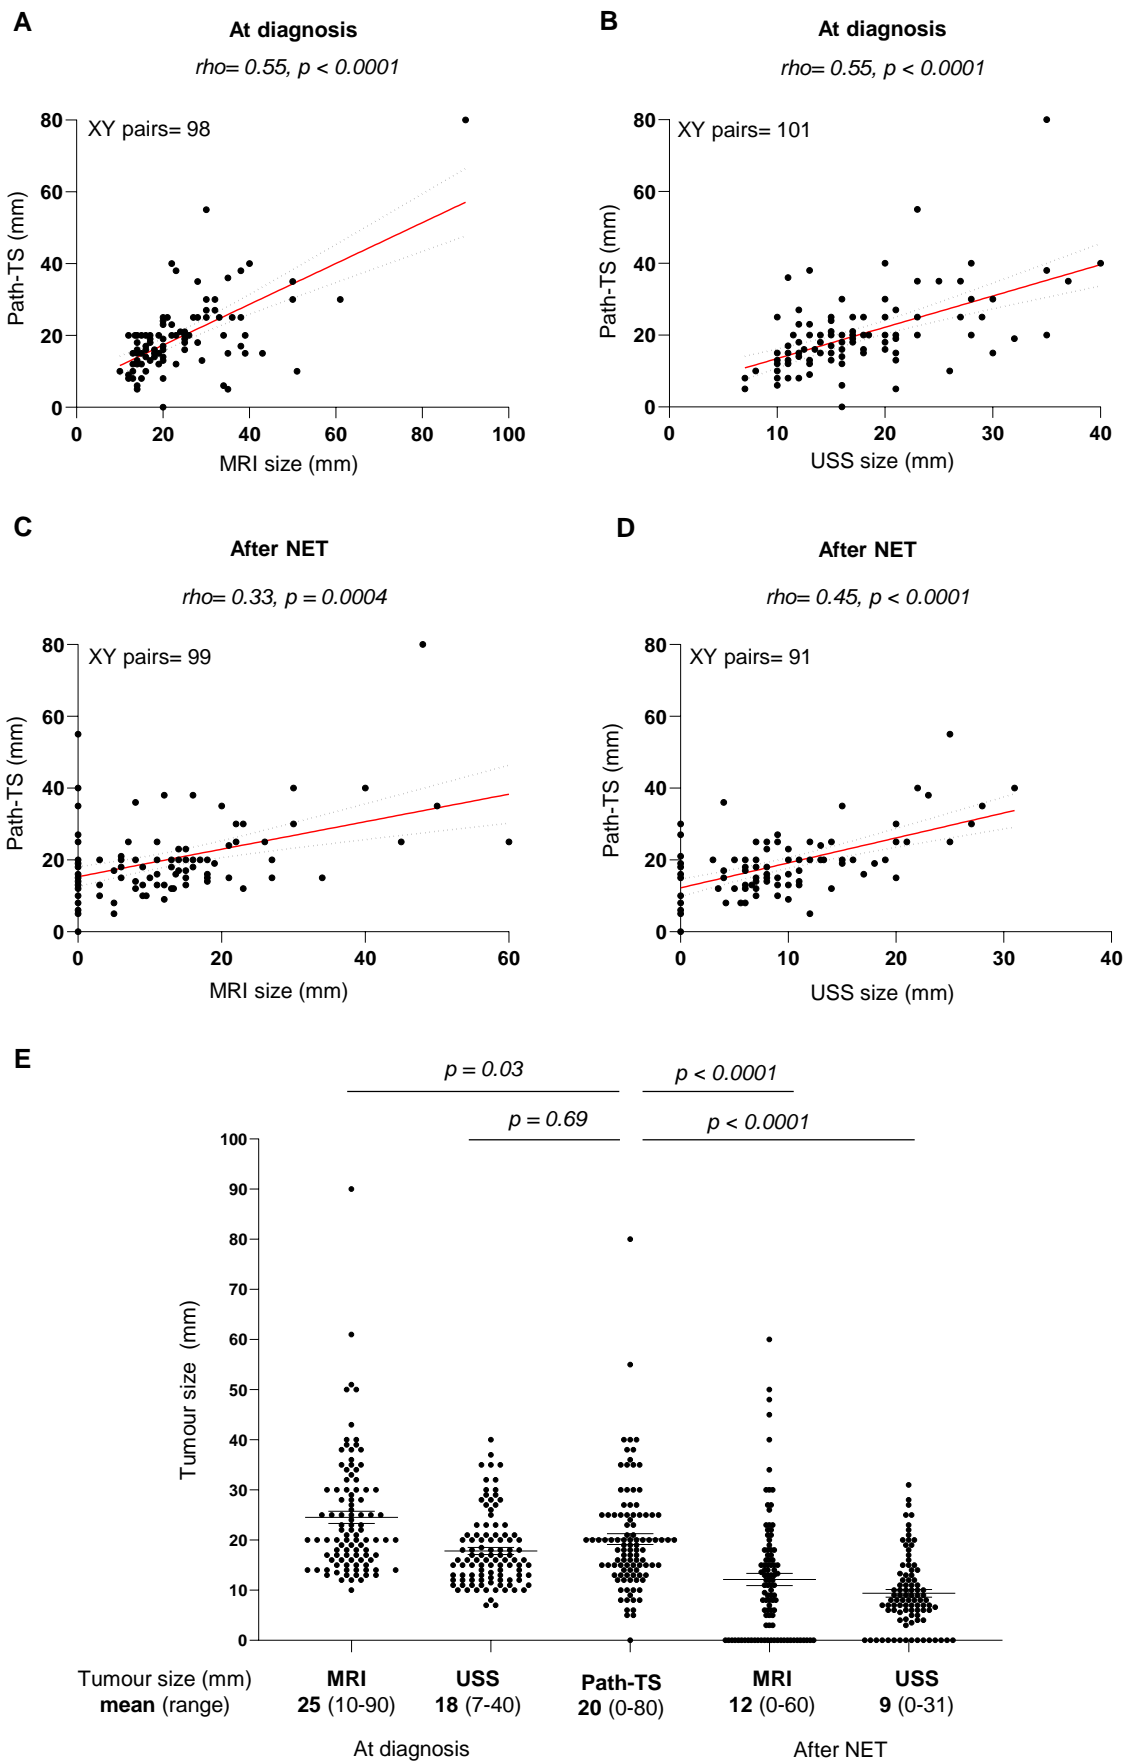 A
At diagnosis
rho= 0.55, p < 0.0001
XY pairs= 98
80
60
40
20
0
Path-TS (mm)
0 20 40 60 80 100
MRI size (mm)
B
At diagnosis
rho= 0.55, p < 0.0001
XY pairs= 101
80
60
40
20
0
Path-TS (mm)
0 10 20 30 40
USS size (mm)
C
After NET
rho= 0.33, p = 0.0004
XY pairs= 99
80
60
40
20
0
Path-TS (mm)
0 20 40 60
MRI size (mm)
D
After NET
rho= 0.45, p < 0.0001
XY pairs= 91
80
60
40
20
0
Path-TS (mm)
0 10 20 30 40
USS size (mm)
E
p = 0.03 p < 0.0001
p = 0.69 p < 0.0001
100
90
80
70
60
50
40
30
20
10
0
Tumour size (mm)
Tumour size (mm) MRI USS Path-TS MRI USS
mean (range) 25 (10-90) 18 (7-40) 20 (0-80) 12 (0-60) 9 (0-31)
At diagnosis After NET